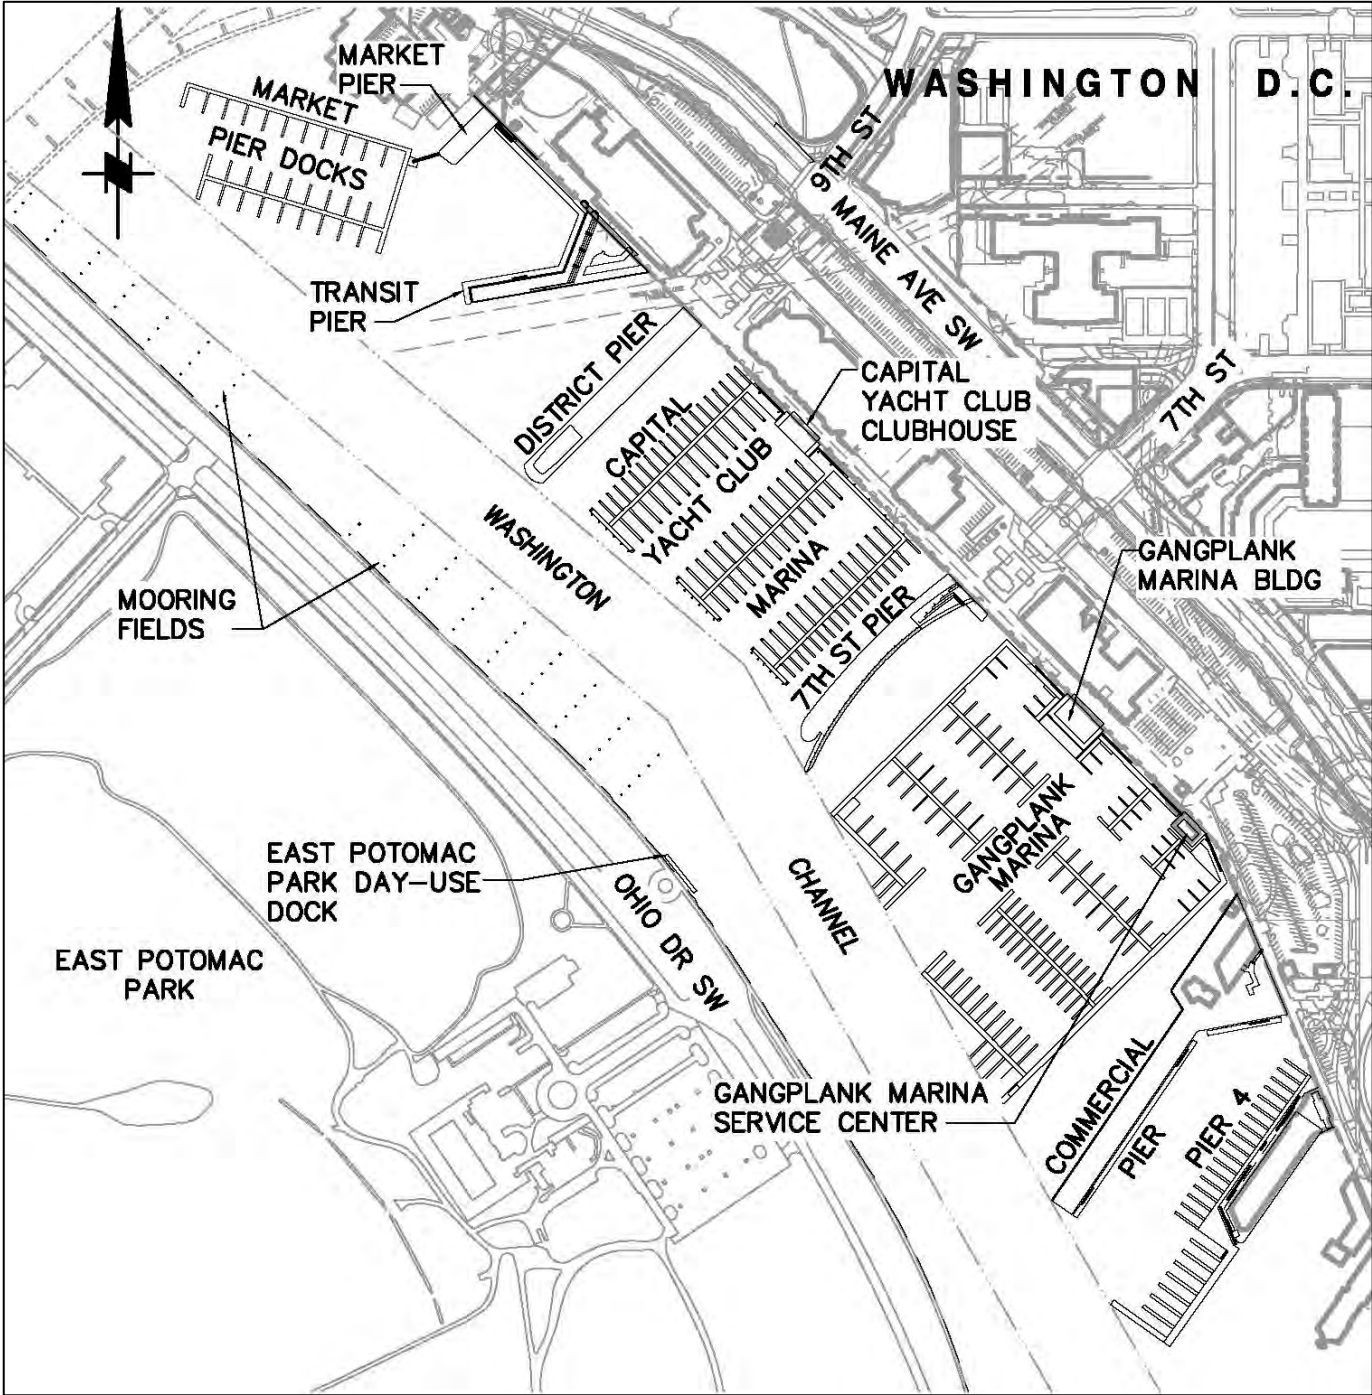 WASHINGTON D.C.
MARKET
PIER
MARKET
PIER DOCKS
9TH ST
MAINE AVE SW
TRANSIT
PIER
DISTRICT PIER
CAPITAL
YACHT CLUB
CLUBHOUSE
7TH ST
CAPITAL
YACHT CLUB
MARINA
WASHINGTON
GANGPLANK
MARINA BLDG
MOORING
FIELDS
7TH ST PIER
GANGPLANK
MARINA
EAST POTOMAC
PARK DAY-USE
DOCK
CHANNEL
OHIO DR SW
EAST POTOMAC
PARK
GANGPLANK MARINA
SERVICE CENTER
COMMERCIAL
PIER
PIER 4